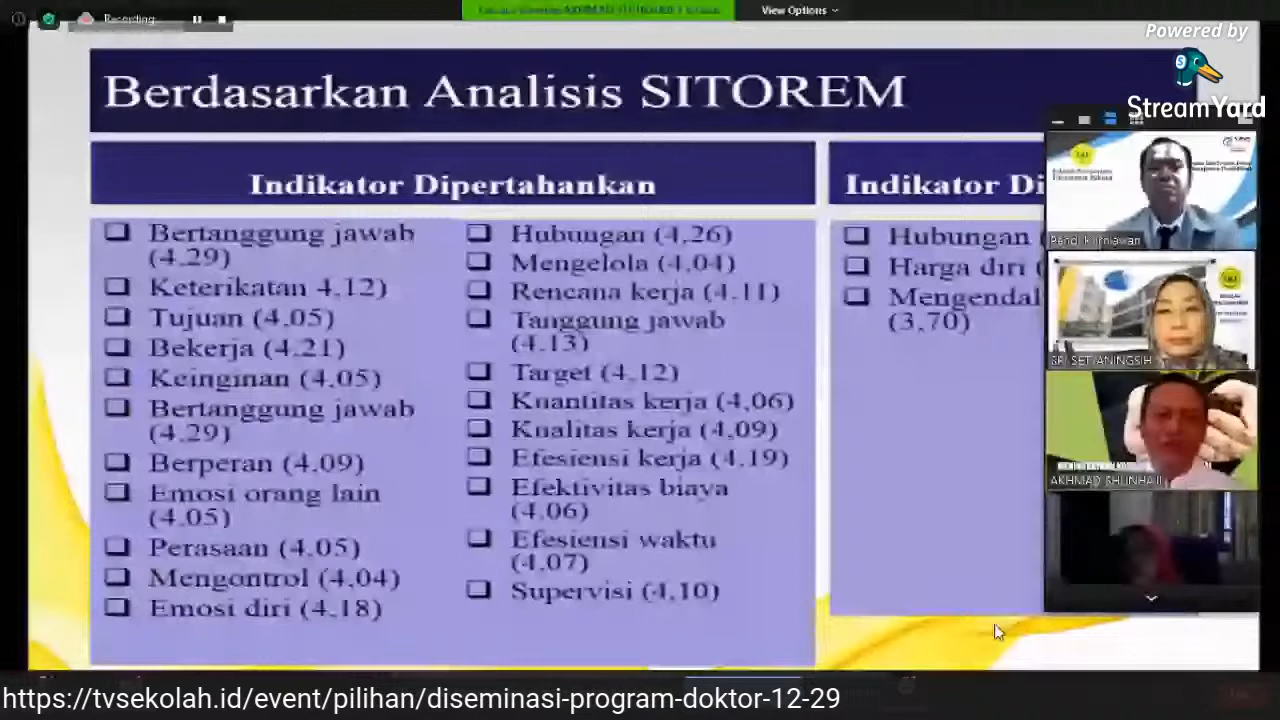 Recording
View Options
Powered by
StreamYard
Berdasarkan Analisis SITOREM
Indikator Dipertahankan
Bertanggung jawab
(4.29)
Keterikatan 4,12)
Tujuan (4,05)
Bekerja (4.21)
Keinginan (4,05)
Bertanggung jawab
(4.29)
Berperan (4.09)
Emosi orang lain
(4.05)
Perasaan (4.05)
Mengontrol (4,04)
Emosi diri (4,18)
Hubungan (4,26)
Mengelola (4,04)
Rencana kerja (4.11)
Tanggung jawab
(4.13)
Target (4,12)
Kuantitas kerja (4,06)
Kualitas kerja (4,09)
Efesiensi kerja (4.19)
Efektivitas biaya
(4.06)
Efesiensi waktu
(4,07)
Supervisi (4,10)
Indikator Di
Hubungan (
Harga diri (
Mengendal
(3,70)
Pendi Kurniawan
SRI SETIANINGSIH
AKHMAD SHUNHAJI
https://tvsekolah.id/event/pilihan/diseminasi-program-doktor-12-29